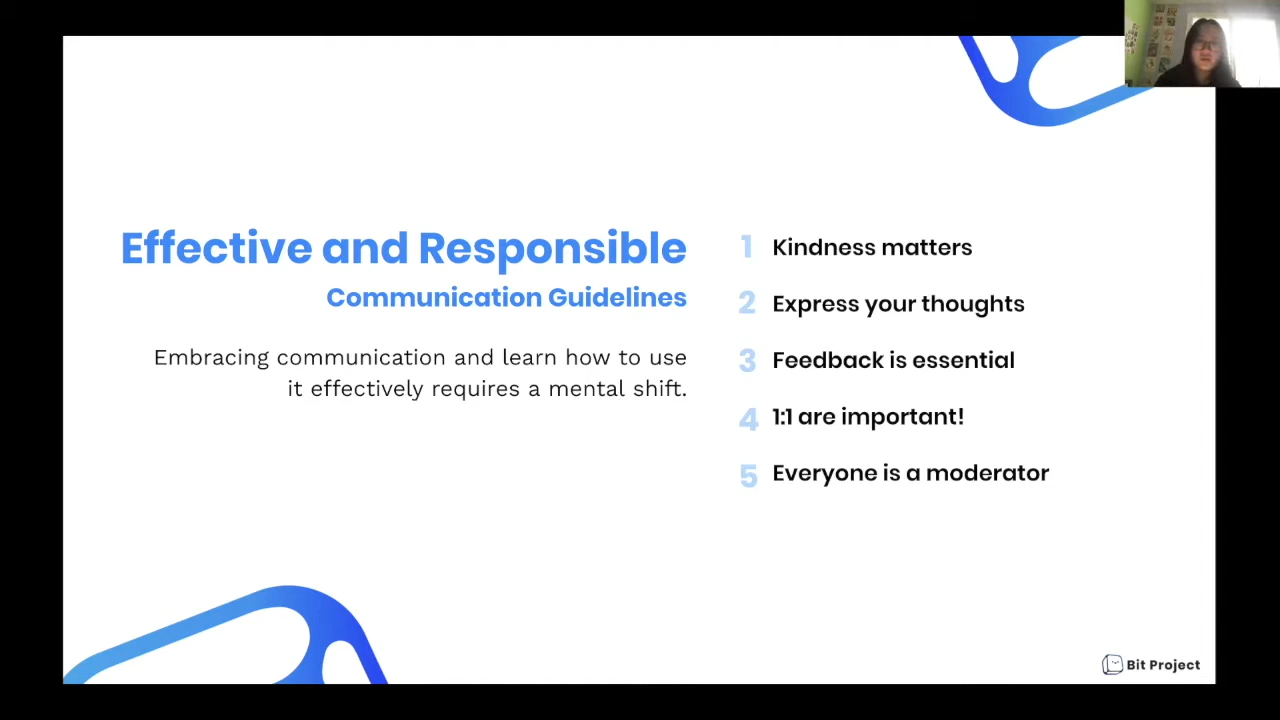 Effective and Responsible
Communication Guidelines
Embracing communication and learn how to use
it effectively requires a mental shift.
1 Kindness matters
2 Express your thoughts
3 Feedback is essential
4 1:1 are important!
5 Everyone is a moderator
Bit Project